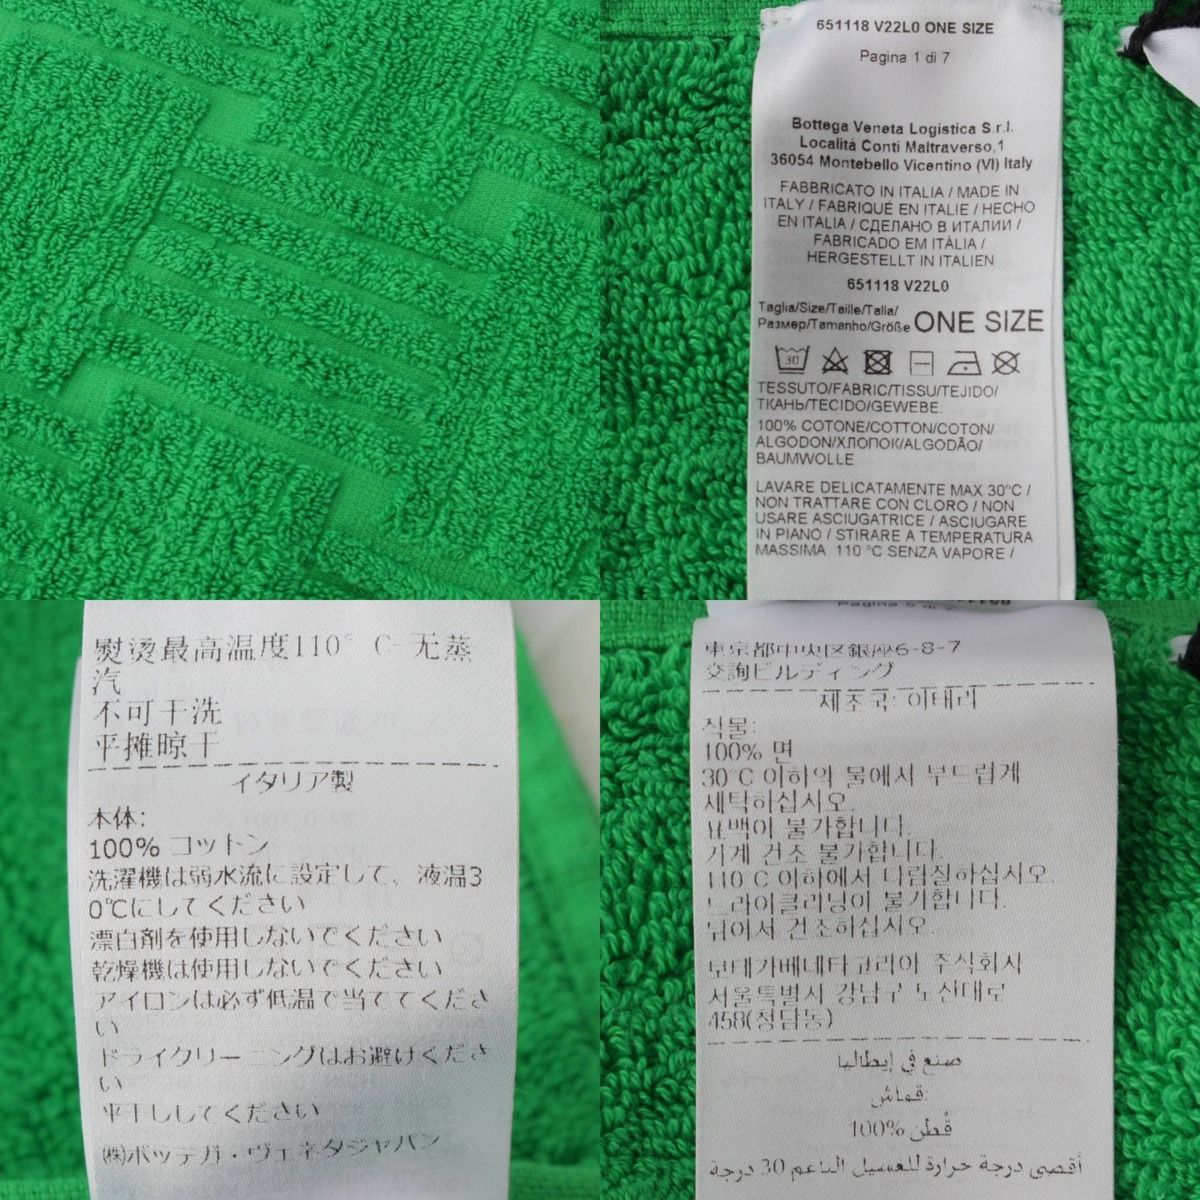 651118 V22L0 ONE SIZE
Pagina 1 di 7
Bottega Veneta Logistica S.r.l.
Località Conti Maltraverso,1
36054 Montebello Vicentino (VI) Italy
FABBRICATO IN ITALIA / MADE IN
ITALY / FABRIQUÉ EN ITALIE / HECHO
EN ITALIA / СДЕЛАНО В ИТАЛИИ /
FABRICADO EM ITÀLIA /
HERGESTELLT IN ITALIEN
651118 V22L0
Taglia/Size/Taille/Talla/
Размер/Tamanho/Größe ONE SIZE
30
TESSUTO/FABRIC/TISSU/TEJIDO/
ТКАНЬ/TECIDO/GEWEBE:
100% COTONE/COTTON/COTON/
ALGODON/ХЛОПОК/ALGODÃO/
BAUMWOLLE
LAVARE DELICATAMENTE MAX 30°C /
NON TRATTARE CON CLORO / NON
USARE ASCIUGATRICE / ASCIUGARE
IN PIANO / STIRARE A TEMPERATURA
MASSIMA 110 °C SENZA VAPORE /
熨烫最高温度110° C-无蒸
汽
不可干洗
平摊晾干
イタリア製
本体:
100% コットン
洗濯機は弱水流に設定して、液温3
0℃にしてください
漂白剤を使用しないでください
乾燥機は使用しないでください
アイロンは必ず低温で当ててくださ
い
ドライクリーニングはお避けくださ
い
平干ししてください
㈱ボッテガ・ヴェネタジャパン
東京都中央区銀座6-8-7
交詢ビルディング
제조국: 이태리
직물:
100% 면
30°C 이하의 물에서 부드럽게
세탁하십시오.
표백이 불가합니다.
기계 건조 불가합니다.
110°C 이하에서 다림질하십시오.
드라이클리닝이 불가합니다.
뉘어서 건조하십시오.
보테가베네타코리아 주식회사
서울특별시 강남구 도산대로
458(청담동)
صنع في إيطاليا
قماش:
قُطن %100
أقصى درجة حرارة للغسيل الناعم 30 درجة